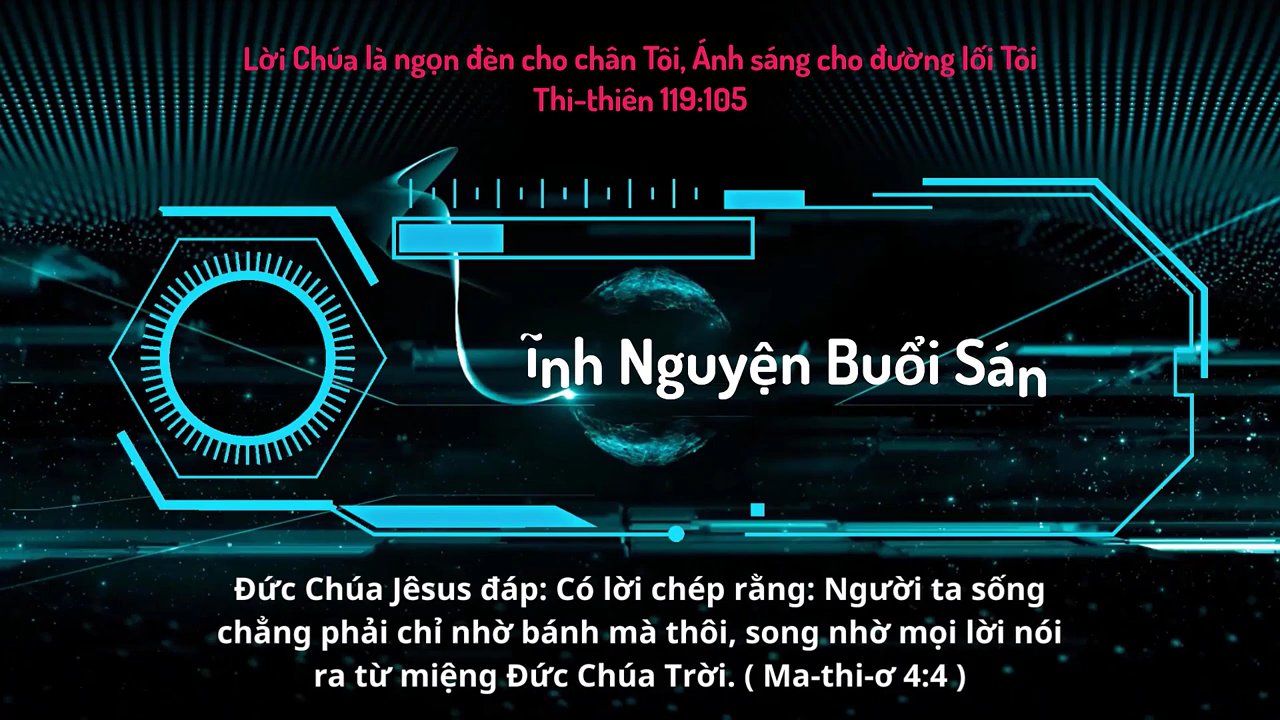 Lời Chúa là ngọn đèn cho chân Tôi, Ánh sáng cho đường lối Tôi
Thi-thiên 119:105
Ĩnh Nguyện Buổi Sán
Đức Chúa Jêsus đáp: Có lời chép rằng: Người ta sống
chẳng phải chỉ nhờ bánh mà thôi, song nhờ mọi lời nói
ra từ miệng Đức Chúa Trời. ( Ma-thi-ơ 4:4 )